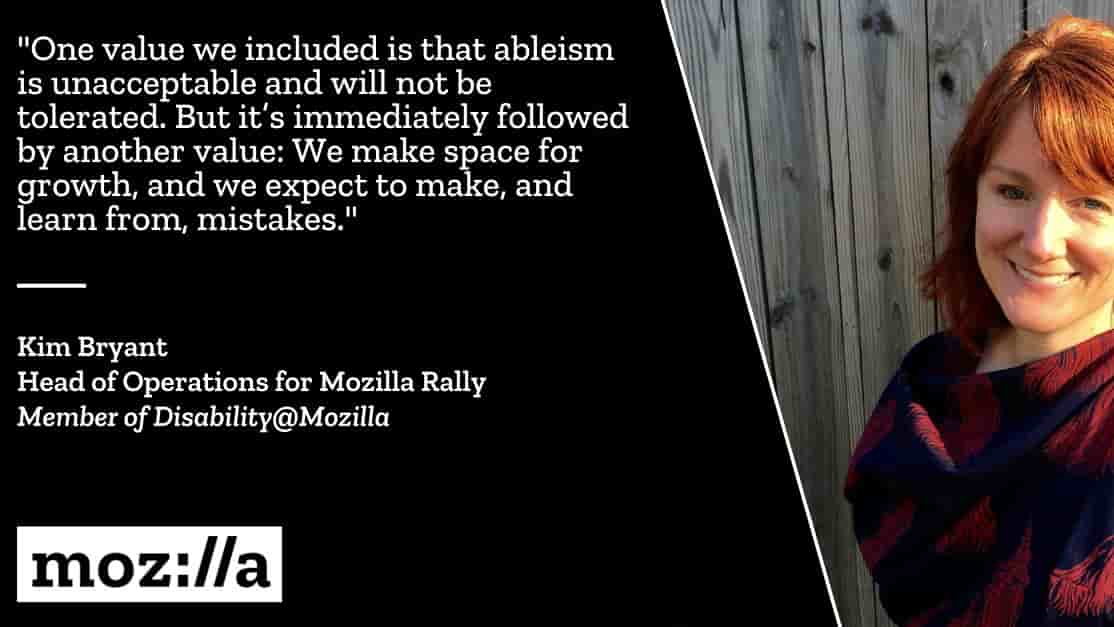 "One value we included is that ableism
is unacceptable and will not be
tolerated. But it’s immediately followed
by another value: We make space for
growth, and we expect to make, and
learn from, mistakes."
Kim Bryant
Head of Operations for Mozilla Rally
Member of Disability@Mozilla
moz://a